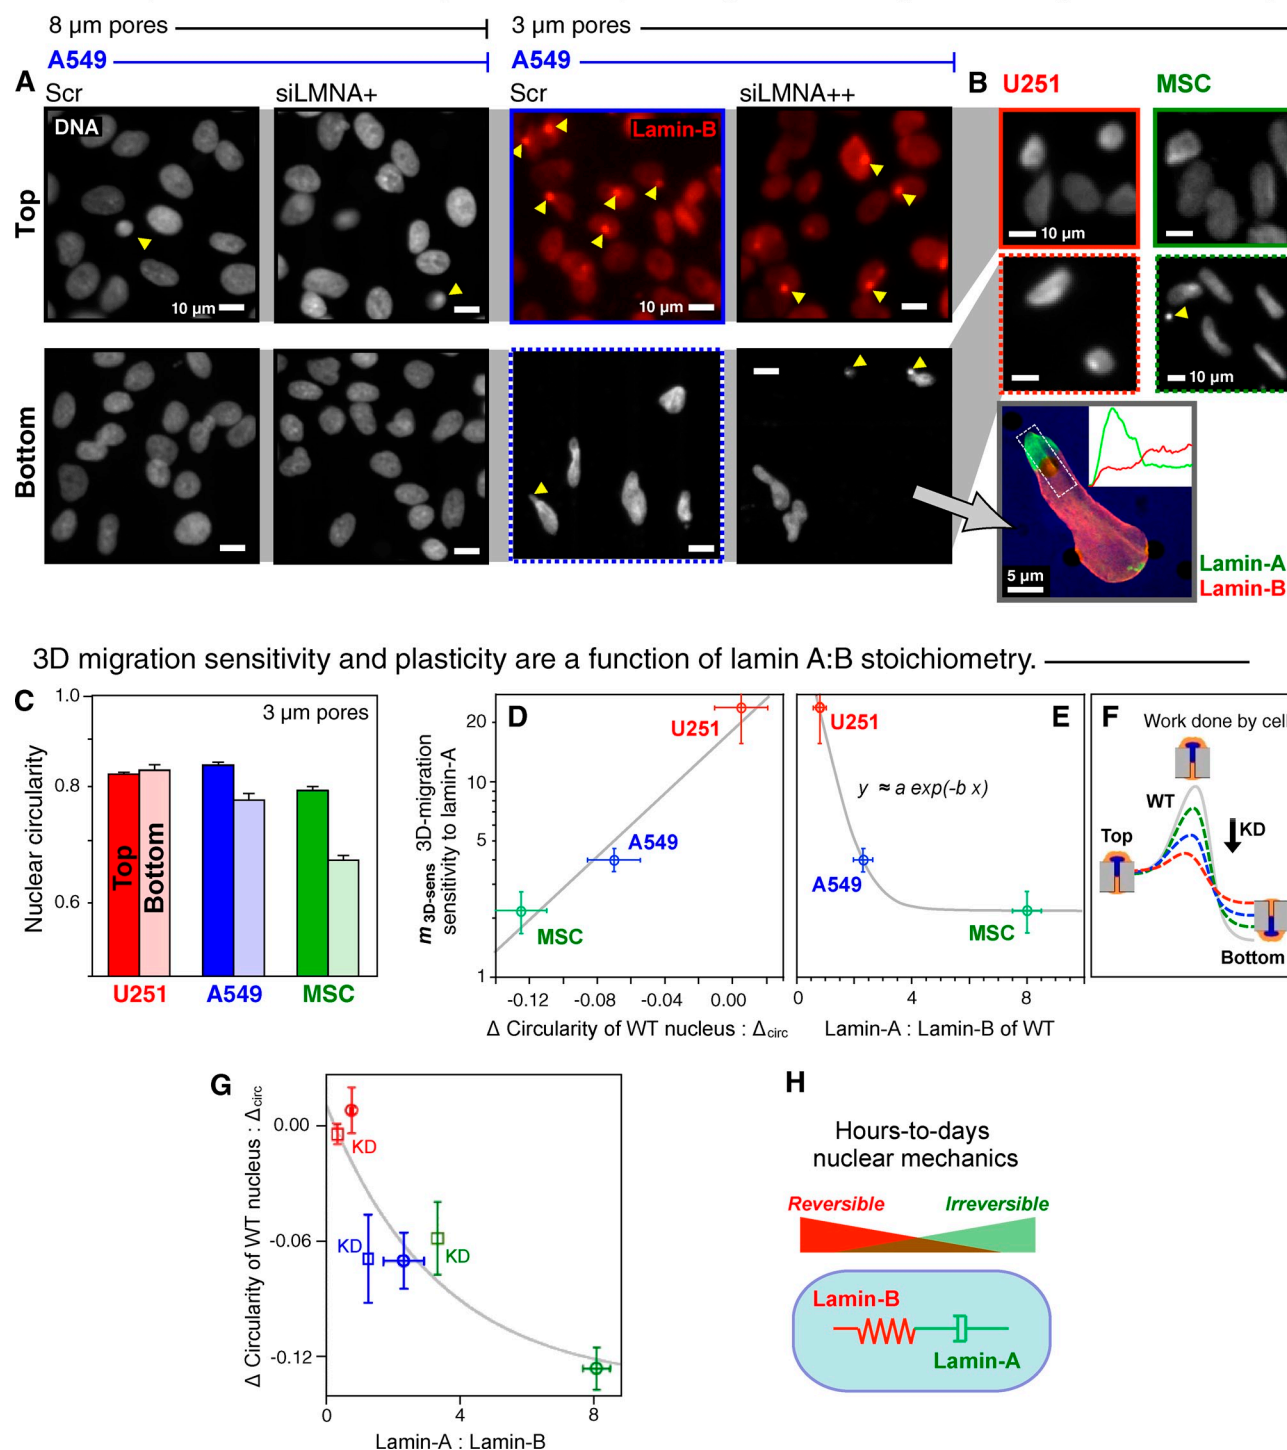 8 µm pores
3 µm pores
A549
A549
A
Scr
siLMNA+
Scr
siLMNA++
B
U251
MSC
DNA
Lamin-B
Top
10 µm
10 µm
10 µm
10 µm
Bottom
5 µm
Lamin-A
Lamin-B
3D migration sensitivity and plasticity are a function of lamin A:B stoichiometry.
C
3 µm pores
Nuclear circularity
1.0
0.8
0.6
Top
Bottom
U251
A549
MSC
D
m 3D-sens 3D-migration
sensitivity to lamin-A
20
10
5
1
U251
A549
MSC
-0.12
-0.08
-0.04
0.00
Δ Circularity of WT nucleus : Δcirc
E
U251
y ≈ a exp(-b x)
A549
MSC
0
4
8
Lamin-A : Lamin-B of WT
F
Work done by cell
WT
KD
Top
Bottom
G
Δ Circularity of WT nucleus : Δcirc
0.00
-0.06
-0.12
KD
KD
KD
0
4
8
Lamin-A : Lamin-B
H
Hours-to-days
nuclear mechanics
Reversible
Irreversible
Lamin-B
Lamin-A